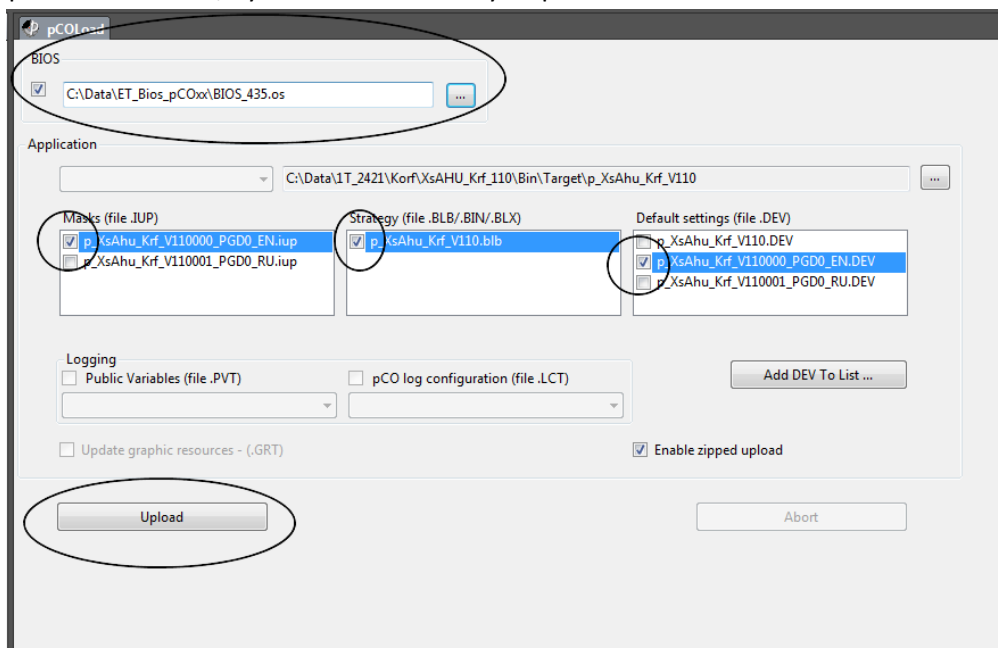 pCOLoad
BIOS
C:\Data\ET_Bios_pCOxx\BIOS_435.os
...
Application
C:\Data\1T_2421\Korf\XsAHU_Krf_110\Bin\Target\p_XsAhu_Krf_V110
...
Masks (file .IUP)
Strategy (file .BLB/.BIN/.BLX)
Default settings (file .DEV)
p_XsAhu_Krf_V110000_PGD0_EN.iup
p_XsAhu_Krf_V110.blb
p_XsAhu_Krf_V110.DEV
p_XsAhu_Krf_V110001_PGD0_RU.iup
p_XsAhu_Krf_V110000_PGD0_EN.DEV
p_XsAhu_Krf_V110001_PGD0_RU.DEV
Logging
Public Variables (file .PVT)
pCO log configuration (file .LCT)
Add DEV To List ...
Update graphic resources - (.GRT)
Enable zipped upload
Upload
Abort